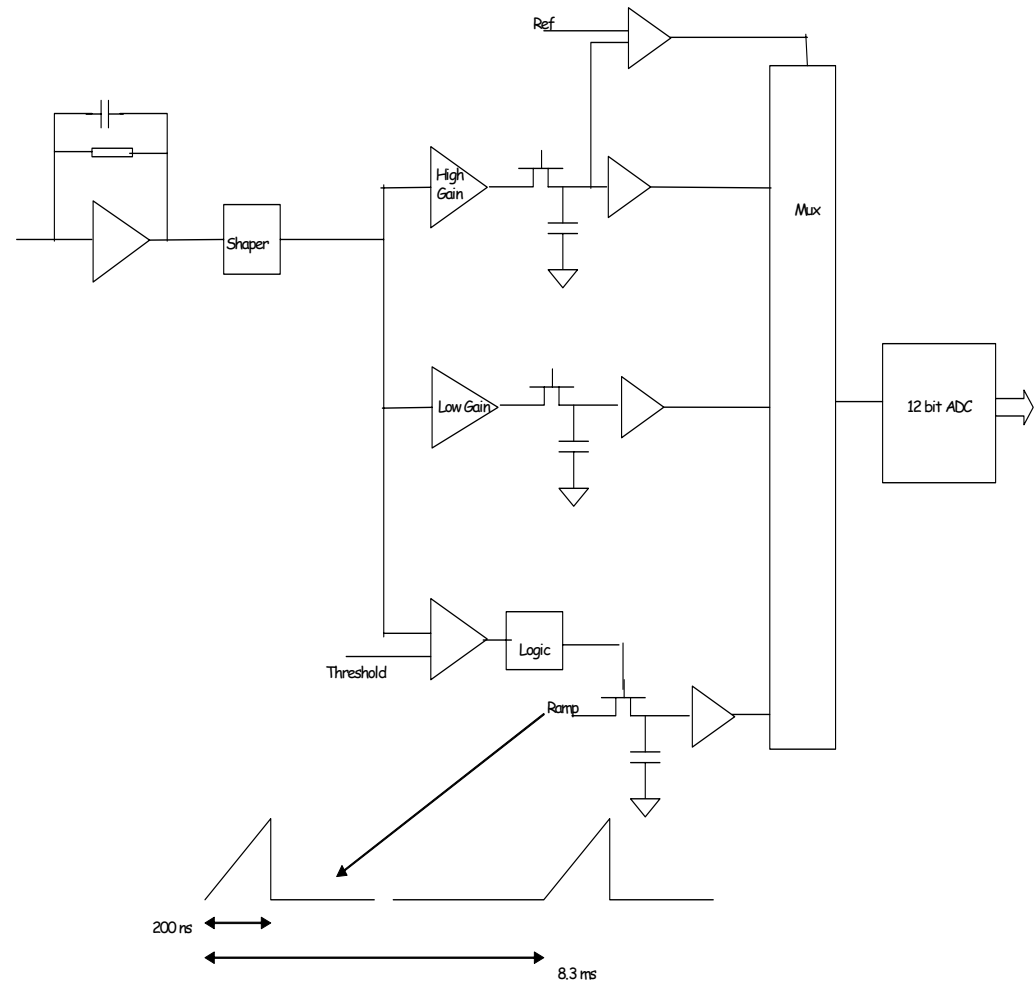 Ref
High
Gain
Mux
Shaper
Low Gain
12 bit ADC
Logic
Threshold
Ramp
200 ns
8.3 ms